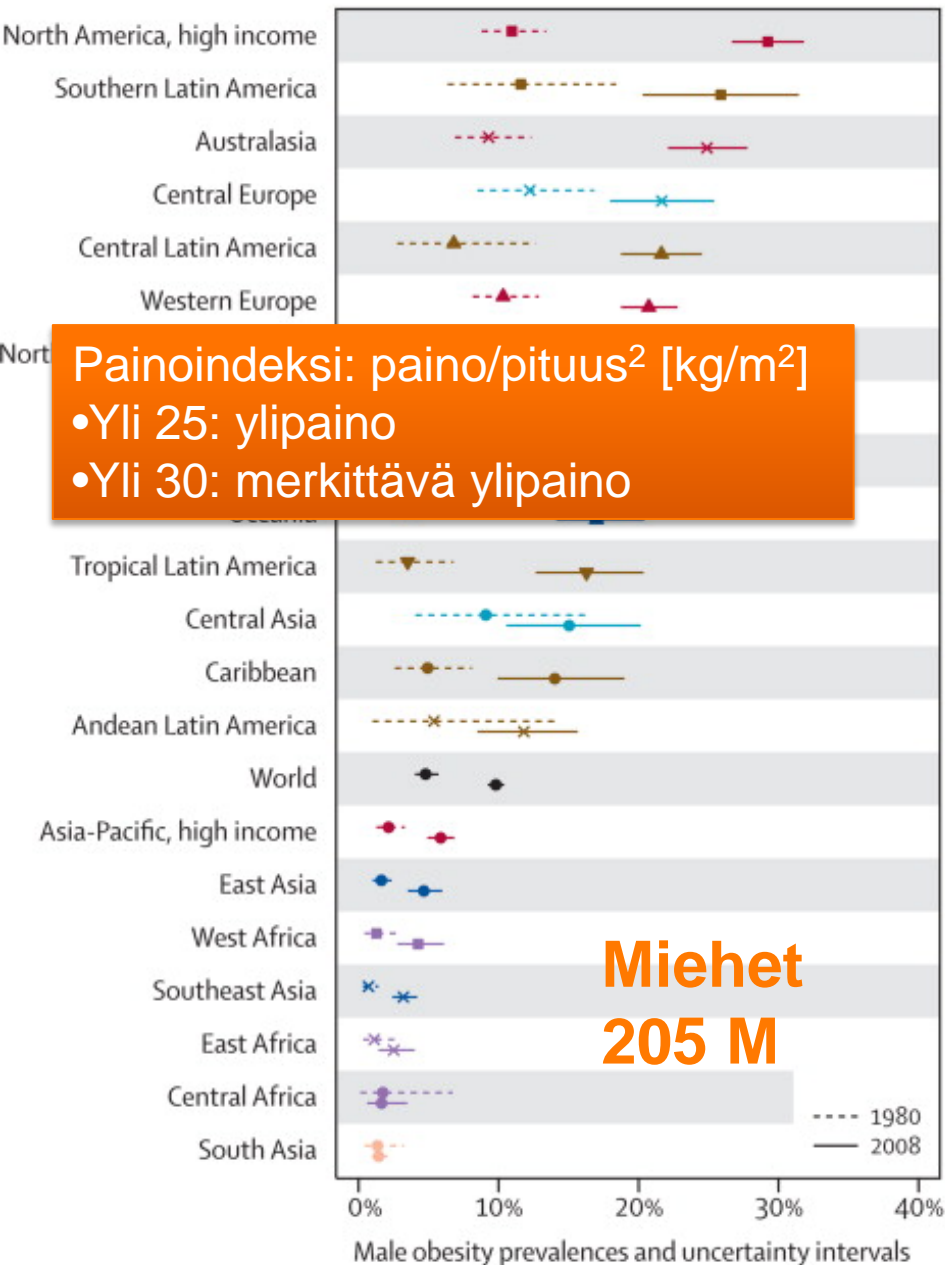 North America, high income
Southern Latin America
Australasia
Central Europe
Central Latin America
Western Europe
Painoindeksi: paino/pituus² [kg/m²]
•Yli 25: ylipaino
•Yli 30: merkittävä ylipaino
Tropical Latin America
Central Asia
Caribbean
Andean Latin America
World
Asia-Pacific, high income
East Asia
West Africa
Southeast Asia
East Africa
Central Africa
South Asia
Miehet
205 M
1980
2008
0% 10% 20% 30% 40%
Male obesity prevalences and uncertainty intervals